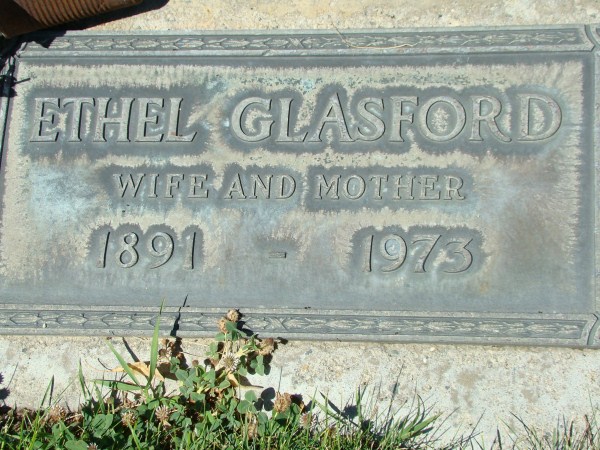 ETHEL GLASFORD
WIFE AND MOTHER
1891 - 1973